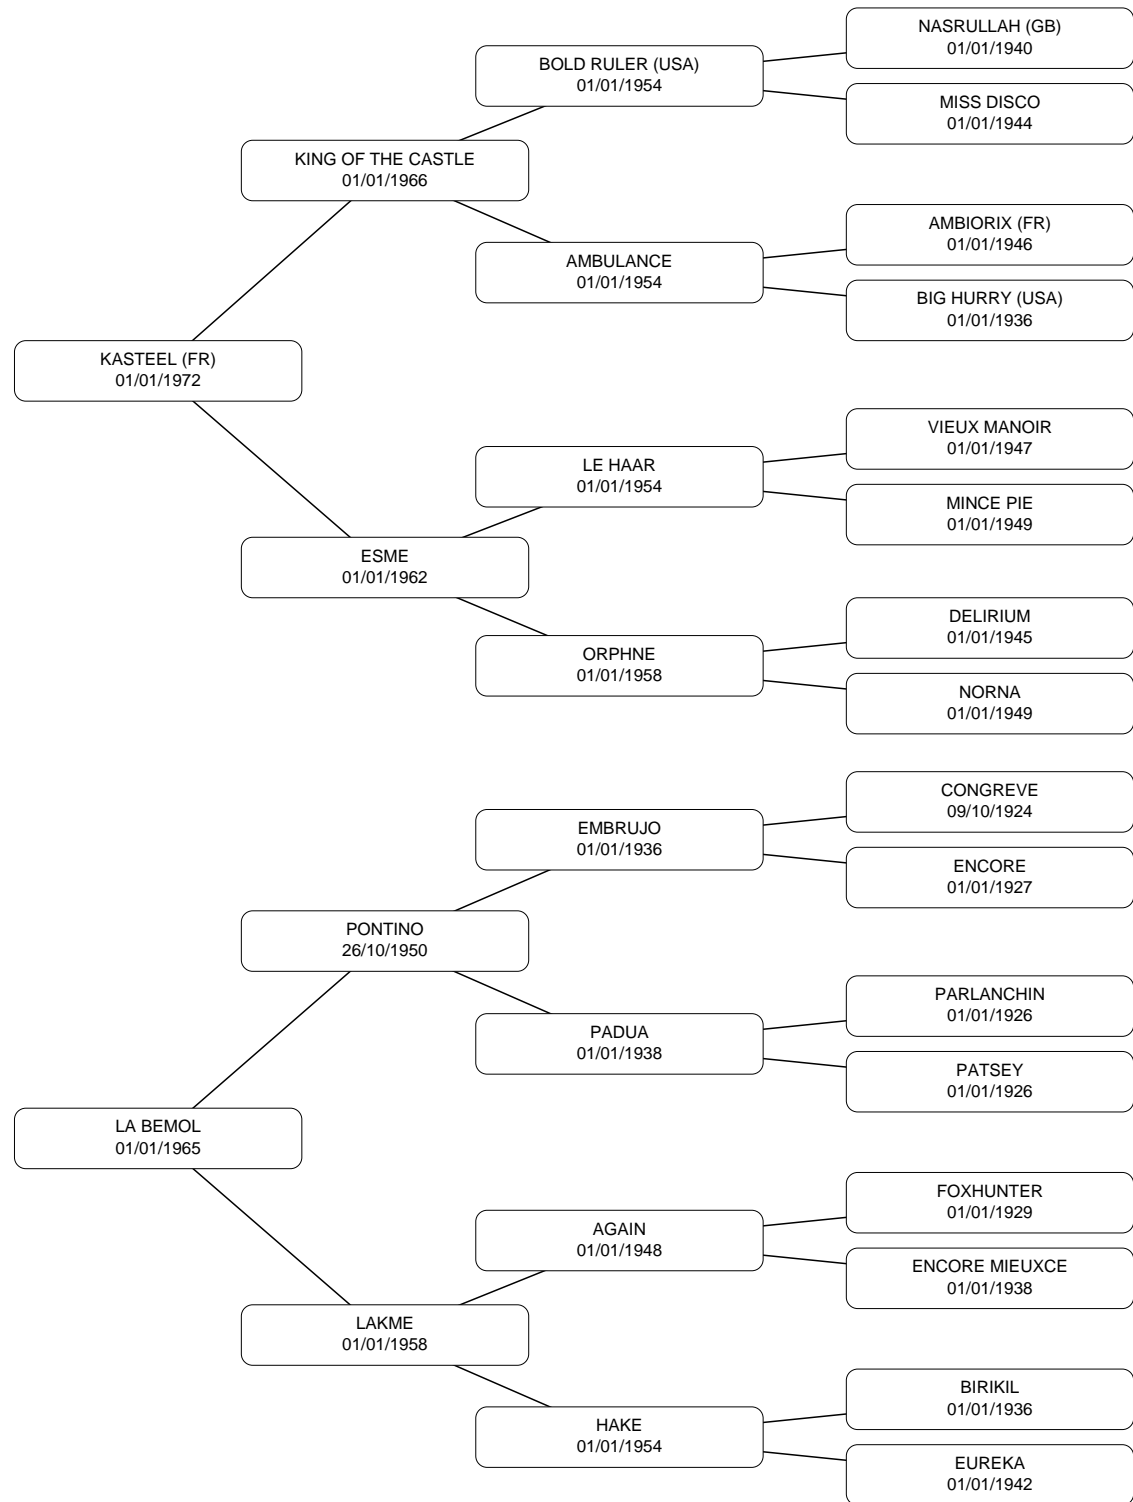 NASRULLAH (GB)
01/01/1940
BOLD RULER (USA)
01/01/1954
MISS DISCO
01/01/1944
KING OF THE CASTLE
01/01/1966
AMBIORIX (FR)
01/01/1946
AMBULANCE
01/01/1954
BIG HURRY (USA)
01/01/1936
KASTEEL (FR)
01/01/1972
VIEUX MANOIR
01/01/1947
LE HAAR
01/01/1954
MINCE PIE
01/01/1949
ESME
01/01/1962
DELIRIUM
01/01/1945
ORPHNE
01/01/1958
NORNA
01/01/1949
CONGREVE
09/10/1924
EMBRUJO
01/01/1936
ENCORE
01/01/1927
PONTINO
26/10/1950
PARLANCHIN
01/01/1926
PADUA
01/01/1938
PATSEY
01/01/1926
LA BEMOL
01/01/1965
FOXHUNTER
01/01/1929
AGAIN
01/01/1948
ENCORE MIEUXCE
01/01/1938
LAKME
01/01/1958
BIRIKIL
01/01/1936
HAKE
01/01/1954
EUREKA
01/01/1942